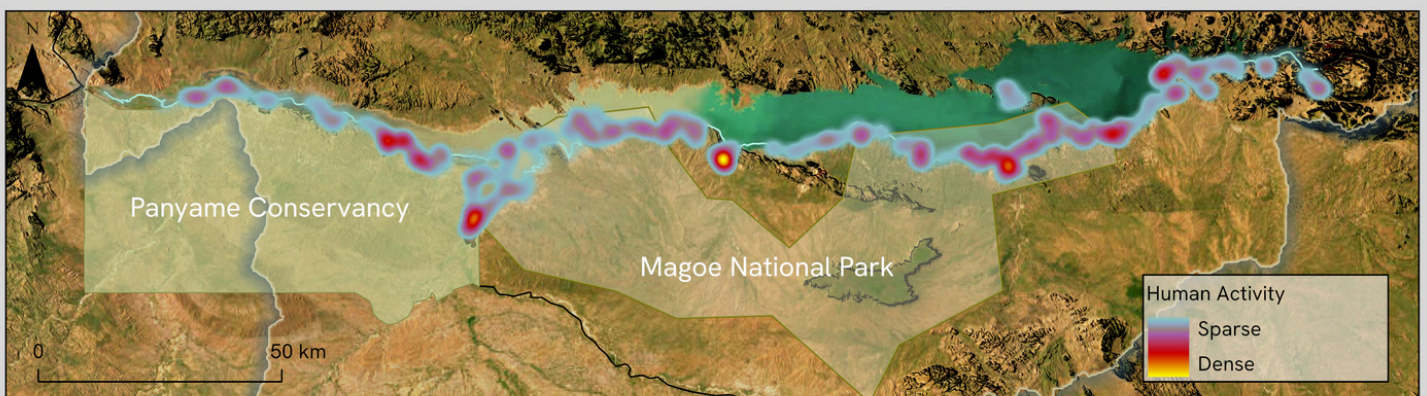 N
Panyame Conservancy
Magoe National Park
Human Activity
Sparse
Dense
0 50 km